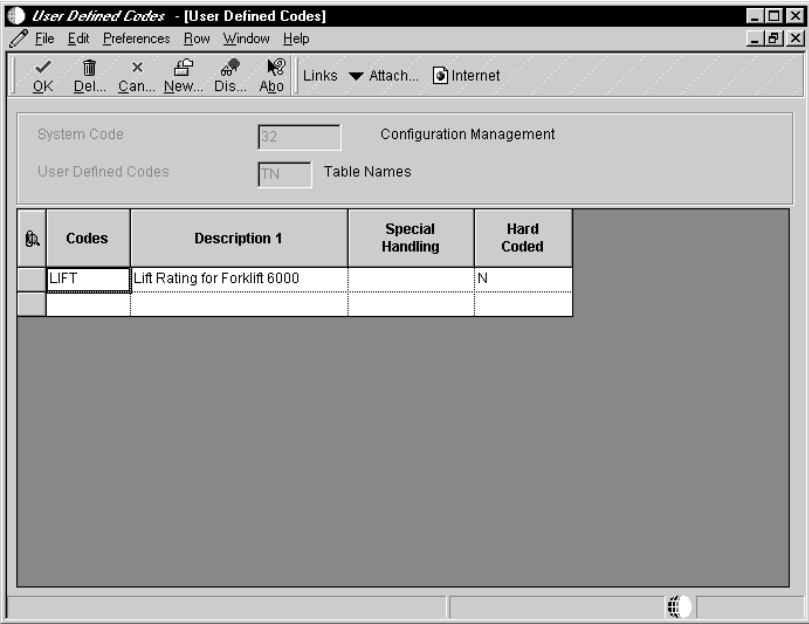 User Defined Codes - [User Defined Codes]
File Edit Preferences Row Window Help
OK Del... Can... New... Dis... Abo Links Attach... Internet
System Code 32 Configuration Management
User Defined Codes TN Table Names
Codes Description 1 Special Handling Hard Coded
LIFT Lift Rating for Forklift 6000 N